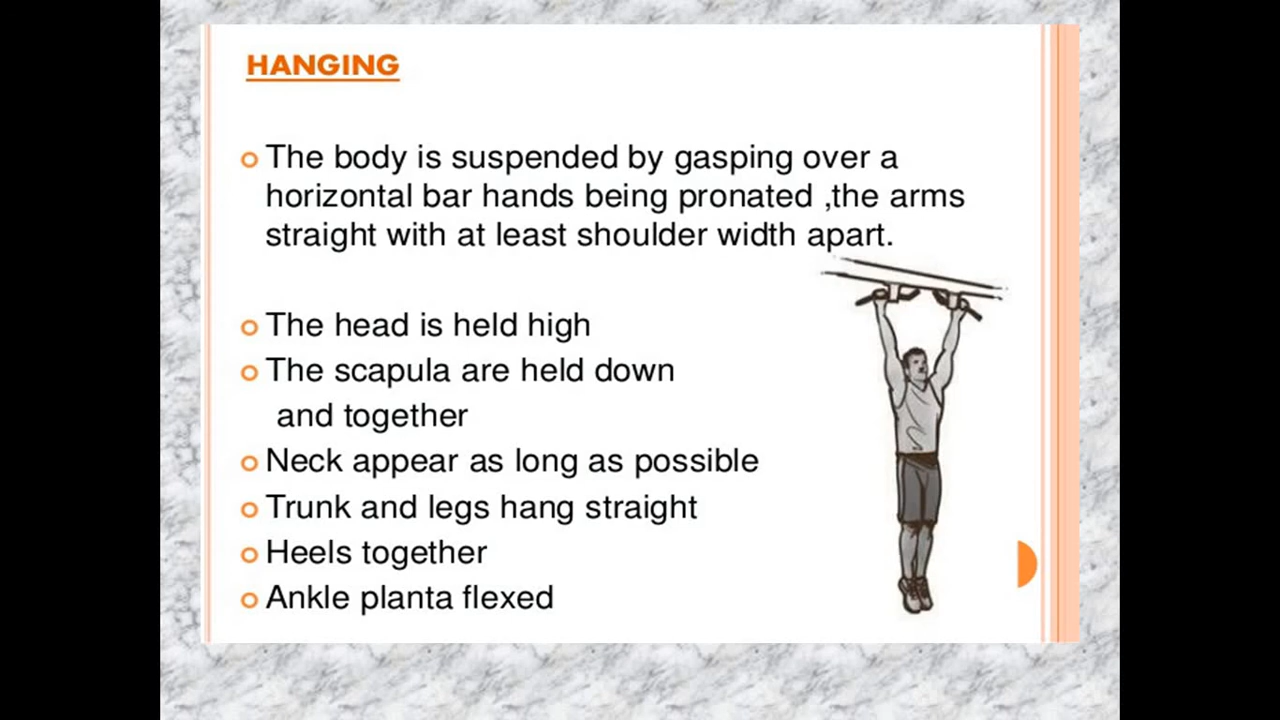 HANGING
The body is suspended by gasping over a
horizontal bar hands being pronated ,the arms
straight with at least shoulder width apart.
The head is held high
The scapula are held down
and together
Neck appear as long as possible
Trunk and legs hang straight
Heels together
Ankle planta flexed